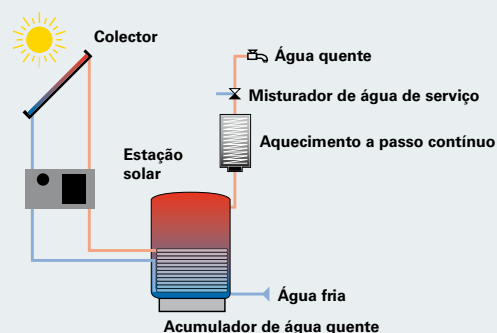 Colector
Água quente
Misturador de água de serviço
Aquecimento a passo contínuo
Estação
solar
Água fria
Acumulador de água quente